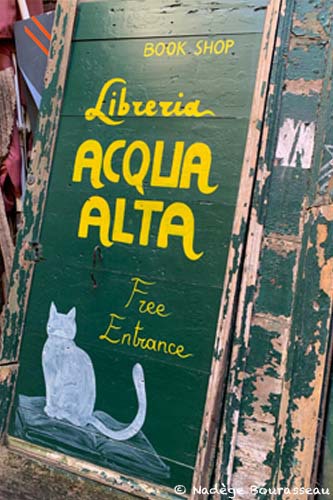 BOOK SHOP
Libreria
ACQUA
ALTA
Free
Entrance
© Nadège Bourasseau